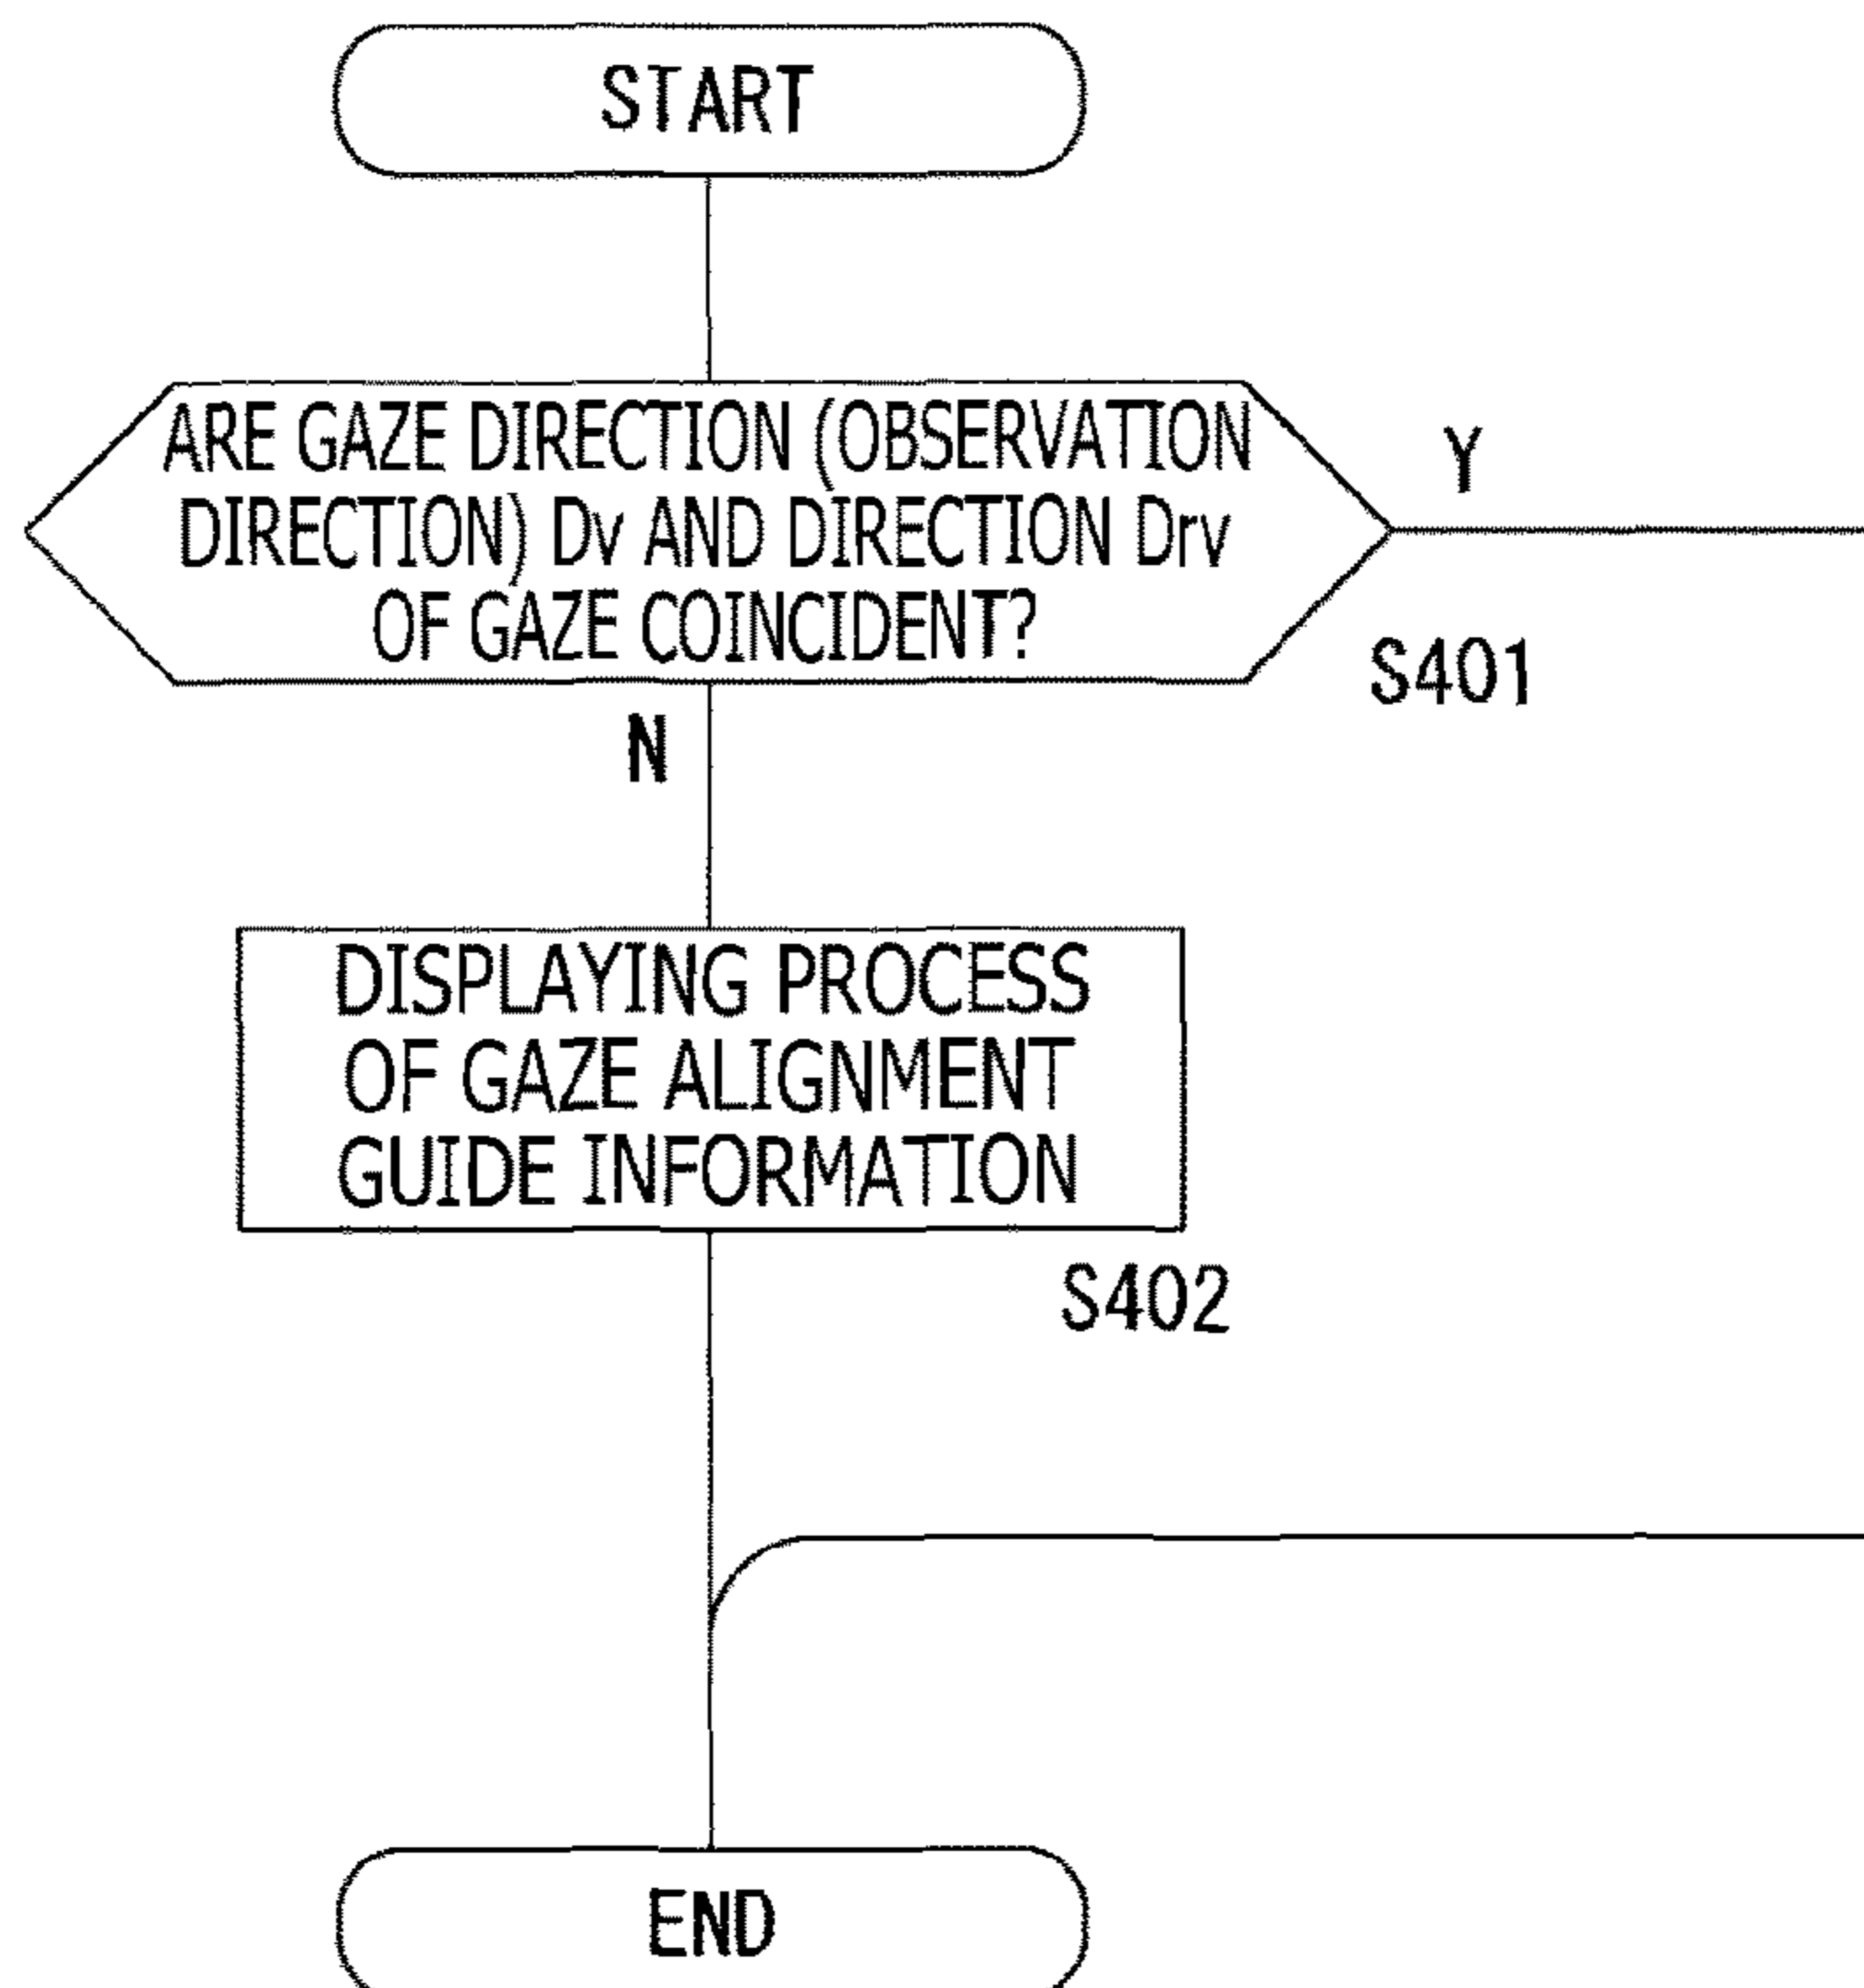 START
ARE GAZE DIRECTION (OBSERVATION
DIRECTION) Dv AND DIRECTION Drv
OF GAZE COINCIDENT?
Y
S401
N
DISPLAYING PROCESS
OF GAZE ALIGNMENT
GUIDE INFORMATION
S402
END